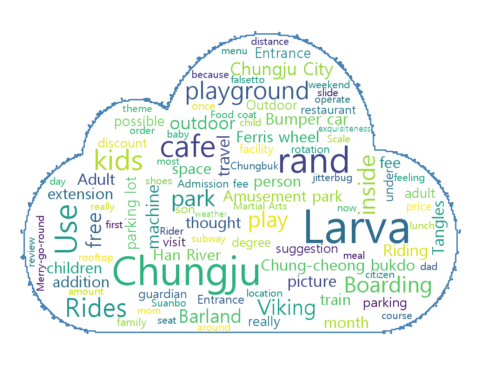 distance
menu Entrance
because Chungju City
falsetto weekend
playground slide operate
theme once Outdoor restaurant
possible Food coat child exquisiteness
order outdoor Bumper car
discount baby Ferris wheel Scale price
kids cafe travel facility rotation
most rand inside fee
space Chungbuk jitterbug under feeling
day Adult shoes Admission fee person now adult
extension machine park Amusement park
really son Martial Arts Tangles
Use free parking lot weather play Larva lunch
first Rider thought degree Riding
review Merry-go-round visit subway suggestion meal
rooftop Han River Chung-cheong bukdo dad
children Chungju citizen
addition picture Boarding
amount guardian Entrance location train parking
Rides Suanbo Viking
mom Barland really month course
family seat around